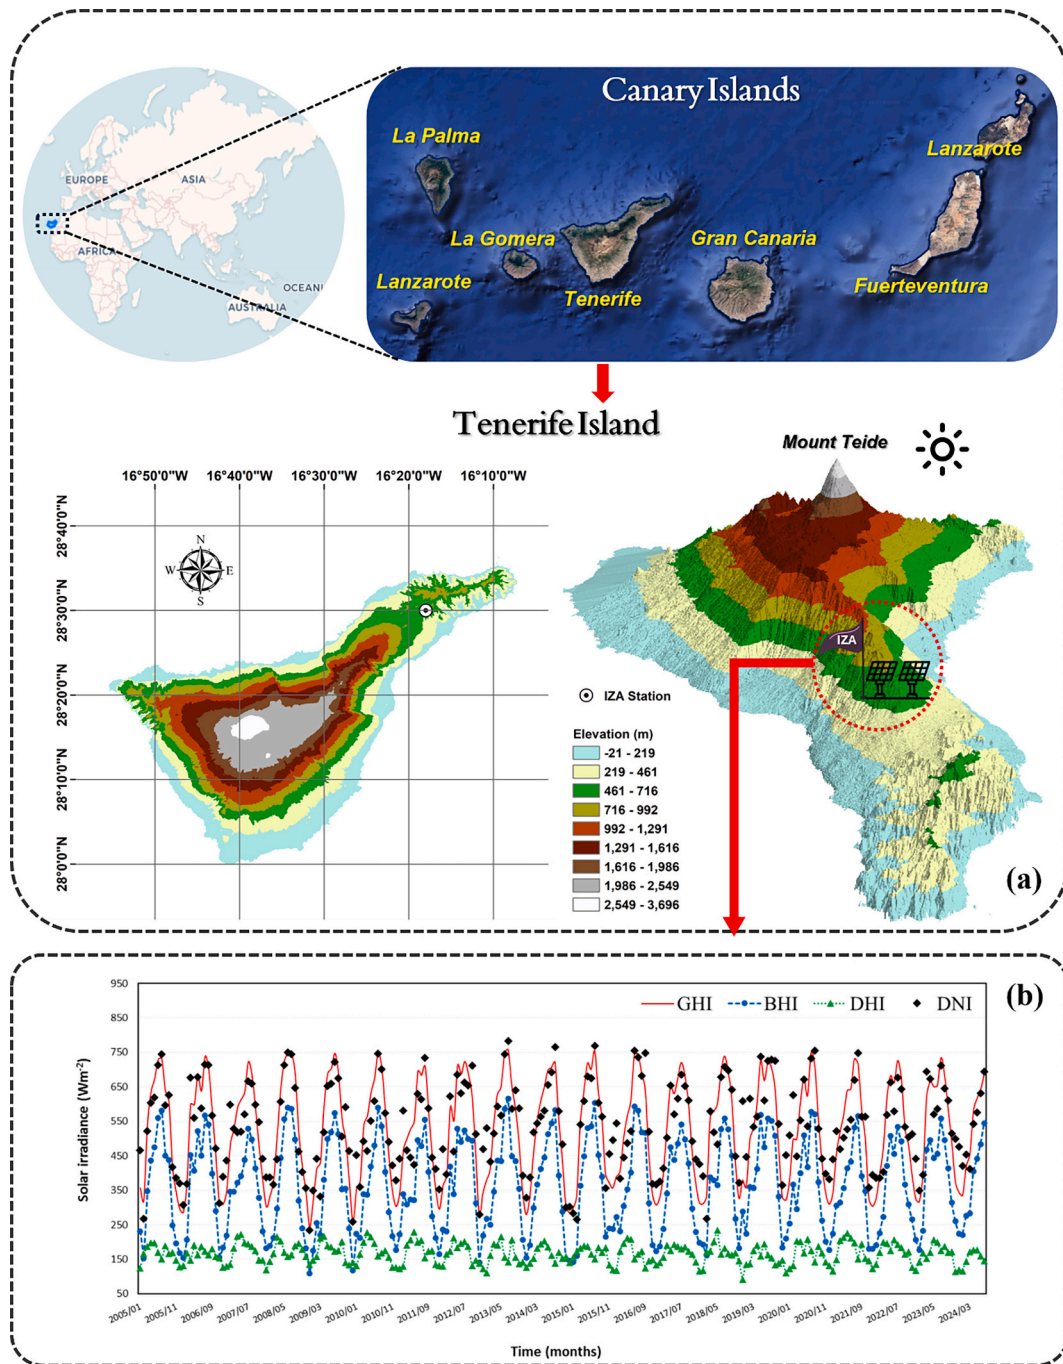 Canary Islands
La Palma
Lanzarote
EUROPE
ASIA
La Gomera
Gran Canaria
AFRICA
Lanzarote
Tenerife
Fuerteventura
OCEANI
AUSTRALIA
Tenerife Island
Mount Teide
16°50'0"W 16°40'0"W 16°30'0"W 16°20'0"W 16°10'0"W
28°40'0"N
28°30'0"N
28°20'0"N
28°10'0"N
28°0'0"N
N
W E
S
IZA
IZA Station
Elevation (m)
-21 - 219
219 - 461
461 - 716
716 - 992
992 - 1,291
1,291 - 1,616
1,616 - 1,986
1,986 - 2,549
2,549 - 3,696
(a)
(b)
GHI BHI DHI DNI
Solar irradiance (Wm-2)
950
850
750
650
550
450
350
250
150
50
2005/01 2005/11 2006/09 2007/07 2008/05 2009/03 2010/01 2010/11 2011/09 2012/07 2013/05 2014/03 2015/01 2015/11 2016/09 2017/07 2018/05 2019/03 2020/01 2020/11 2021/09 2022/07 2023/05 2024/03
Time (months)